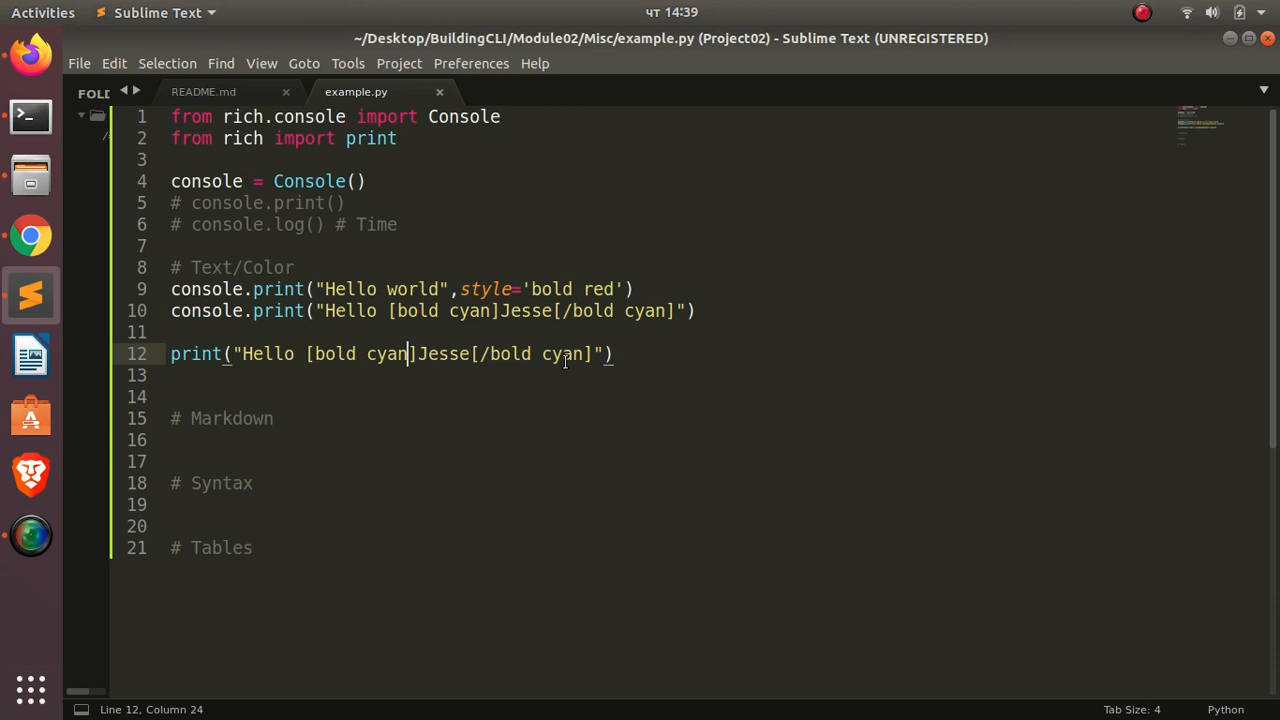 Activities
Sublime Text
чт 14:39
~/Desktop/BuildingCLI/Module02/Misc/example.py (Project02) - Sublime Text (UNREGISTERED)
File Edit Selection Find View Goto Tools Project Preferences Help
FOLD
README.md
example.py
1 from rich.console import Console
2 from rich import print
3
4 console = Console()
5 # console.print()
6 # console.log() # Time
7
8 # Text/Color
9 console.print("Hello world",style='bold red')
10 console.print("Hello [bold cyan]Jesse[/bold cyan]")
11
12 print("Hello [bold cyan]Jesse[/bold cyan]")
13
14
15 # Markdown
16
17
18 # Syntax
19
20
21 # Tables
Line 12, Column 24
Tab Size: 4
Python